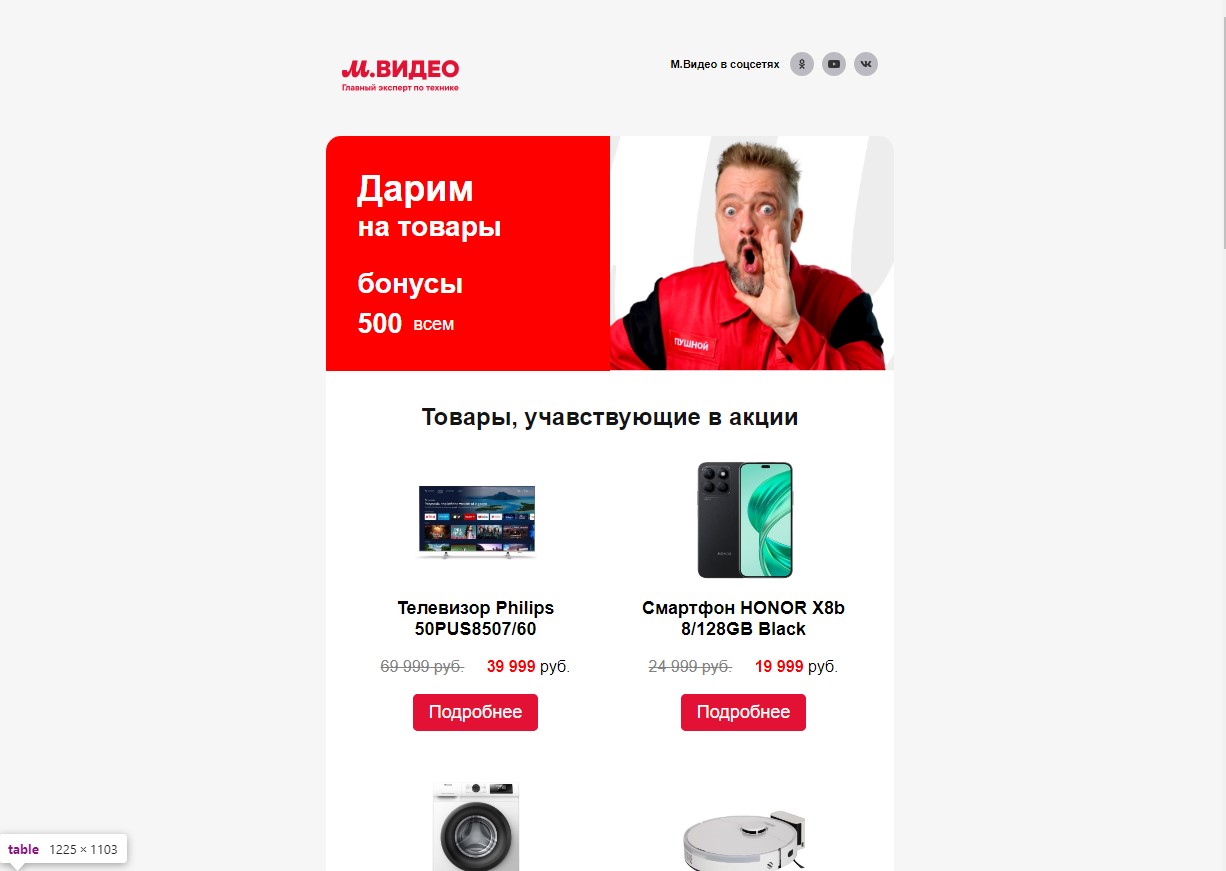 М.ВИДЕО
Главный эксперт по технике
М.Видео в соцсетях
Дарим
на товары
бонусы
500 всем
ПУШНОЙ
Товары, учавствующие в акции
Телевизор Philips
50PUS8507/60
69 999 руб. 39 999 руб.
Подробнее
Смартфон HONOR X8b
8/128GB Black
24 999 руб. 19 999 руб.
Подробнее
table 1225 × 1103